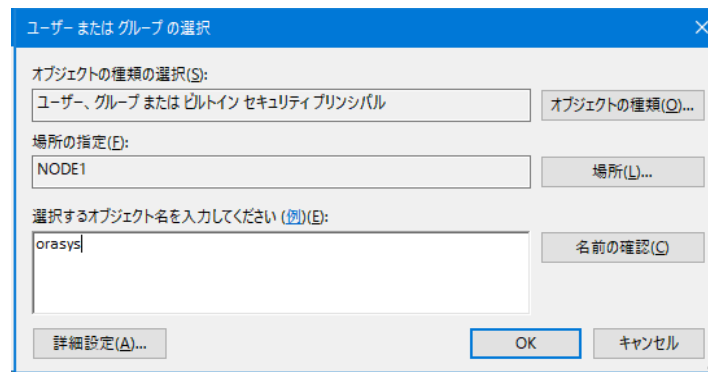 ユーザー または グループ の選択
オブジェクトの種類の選択(S):
ユーザー、グループ または ビルトイン セキュリティ プリンシパル
オブジェクトの種類(O)...
場所の指定(F):
NODE1
場所(L)...
選択するオブジェクト名を入力してください (例)(E):
orasys
名前の確認(C)
詳細設定(A)...
OK
キャンセル